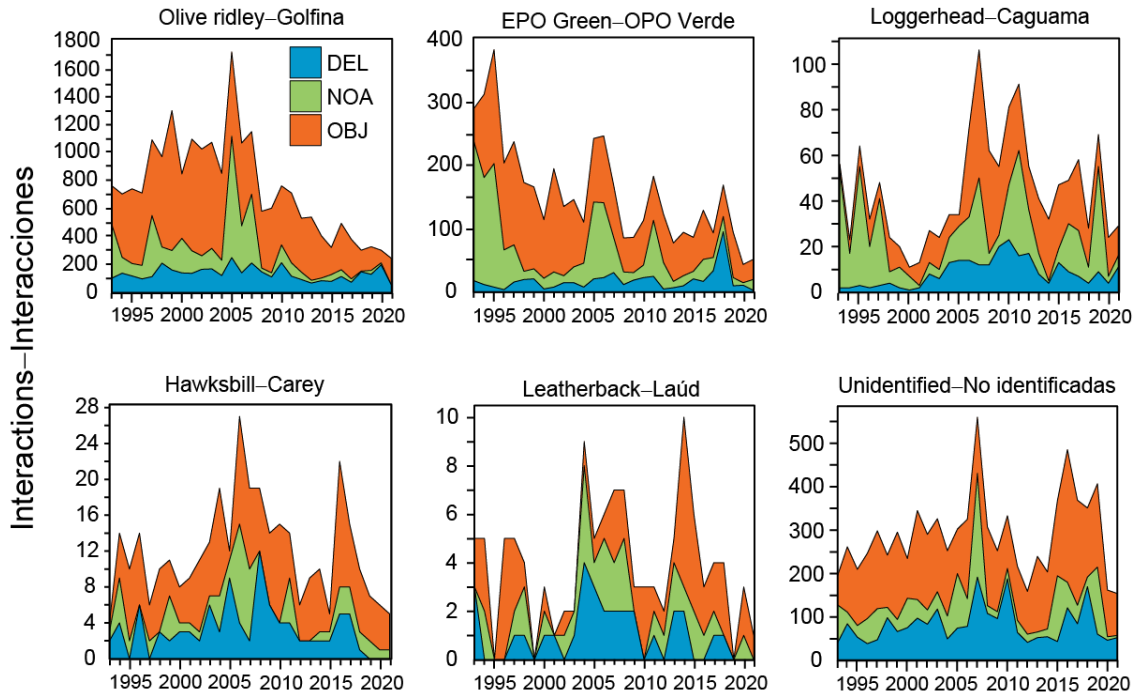 Olive ridley–Golfina
EPO Green–OPO Verde
Loggerhead–Caguama
Interactions–Interacciones
1800
1600
1400
1200
1000
800
600
400
200
0
DEL
NOA
OBJ
1995 2000 2005 2010 2015 2020
400
300
200
100
0
1995 2000 2005 2010 2015 2020
100
80
60
40
20
0
1995 2000 2005 2010 2015 2020
Hawksbill–Carey
Leatherback–Laúd
Unidentified–No identificadas
28
24
20
16
12
8
4
0
1995 2000 2005 2010 2015 2020
10
8
6
4
2
0
1995 2000 2005 2010 2015 2020
500
400
300
200
100
0
1995 2000 2005 2010 2015 2020